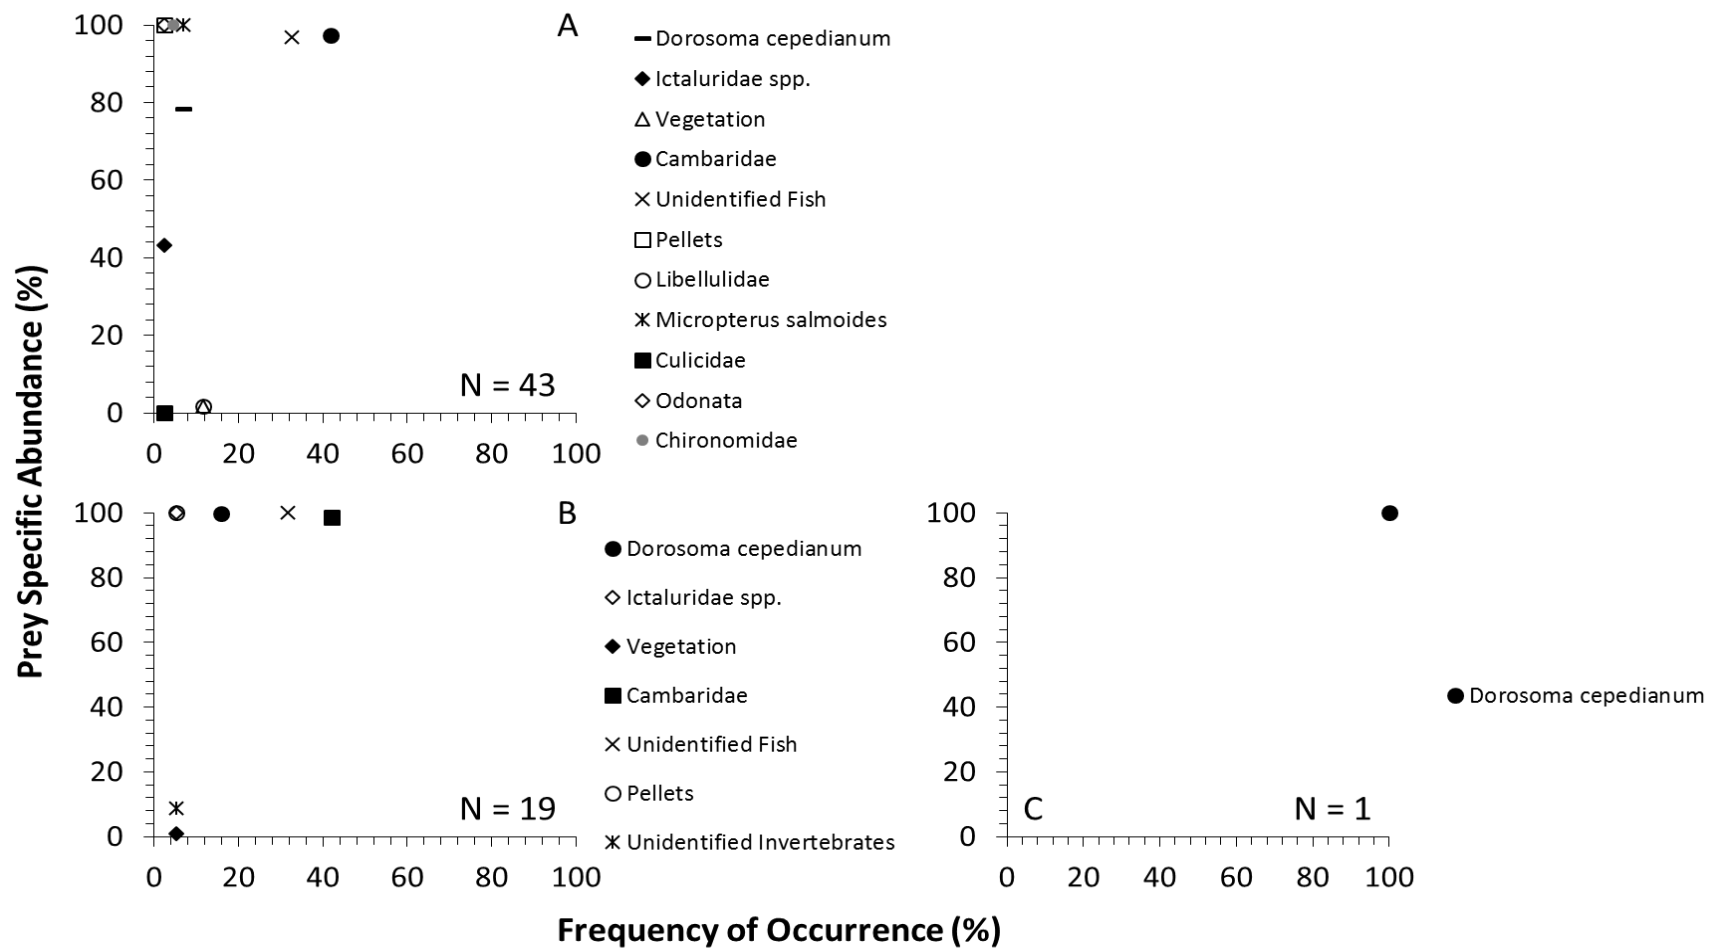 Prey Specific Abundance (%)
100
80
60
40
20
0
A
N = 43
0 20 40 60 80 100
Dorosoma cepedianum
Ictaluridae spp.
Vegetation
Cambaridae
Unidentified Fish
Pellets
Libellulidae
Micropterus salmoides
Culicidae
Odonata
Chironomidae
100
80
60
40
20
0
B
N = 19
0 20 40 60 80 100
Dorosoma cepedianum
Ictaluridae spp.
Vegetation
Cambaridae
Unidentified Fish
Pellets
Unidentified Invertebrates
100
80
60
40
20
0
C
N = 1
0 20 40 60 80 100
Dorosoma cepedianum
Frequency of Occurrence (%)